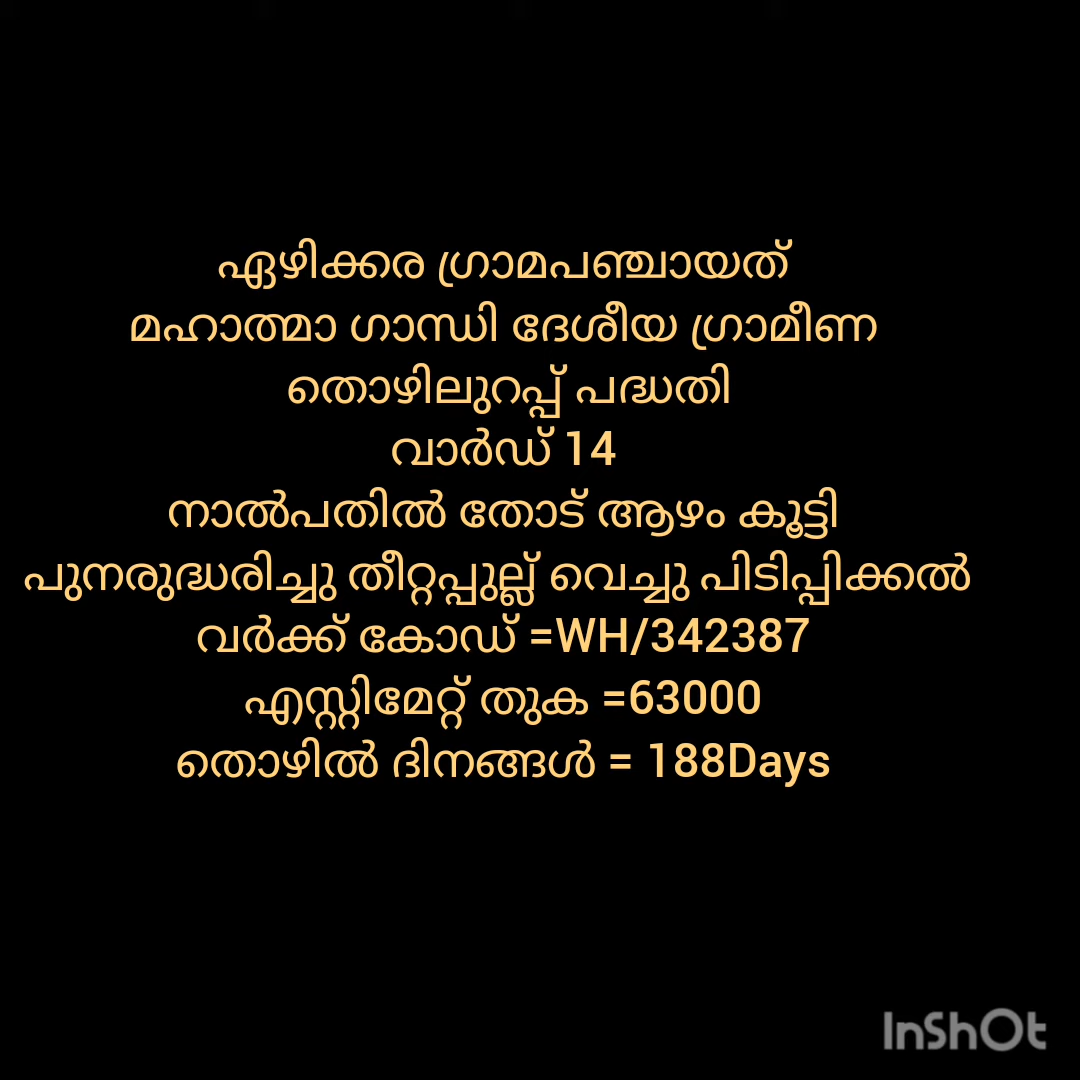 ഏഴിക്കര ഗ്രാമപഞ്ചായത്
മഹാത്മാ ഗാന്ധി ദേശീയ ഗ്രാമീണ
തൊഴിലുറപ്പ് പദ്ധതി
വാർഡ് 14
നാൽപതിൽ തോട് ആഴം കൂട്ടി
പുനരുദ്ധരിച്ചു തീറ്റപ്പുല്ല് വെച്ചു പിടിപ്പിക്കൽ
വർക്ക് കോഡ് =WH/342387
എസ്റ്റിമേറ്റ് തുക =63000
തൊഴിൽ ദിനങ്ങൾ = 188Days
InShOt